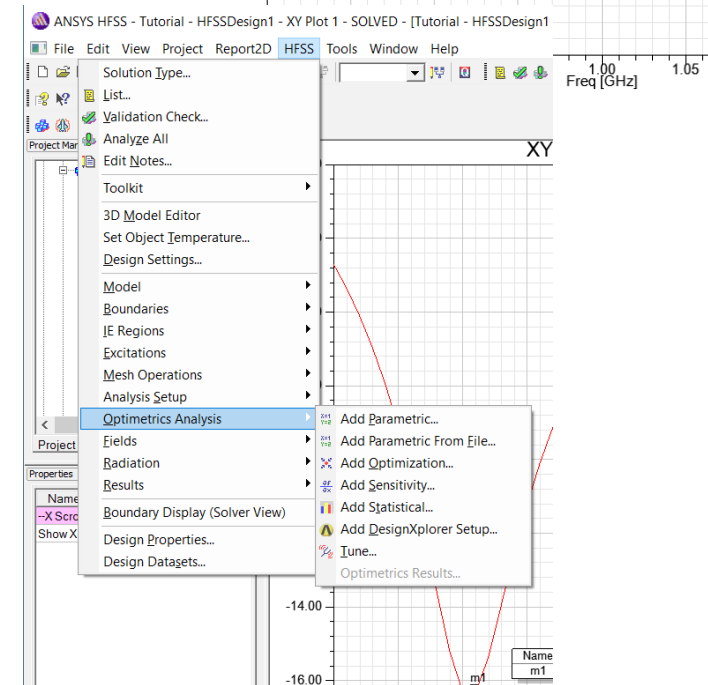 ANSYS HFSS - Tutorial - HFSSDesign1 - XY Plot 1 - SOLVED - [Tutorial - HFSSDesign1
File Edit View Project Report2D HFSS Tools Window Help
1.00 1.05
Freq [GHz]
Solution Type...
List...
Validation Check...
Analyze All
Edit Notes...
Project Mar
XY
Toolkit
3D Model Editor
Set Object Temperature...
Design Settings...
Model
Boundaries
IE Regions
Excitations
Mesh Operations
Analysis Setup
Optimetrics Analysis
Fields
Radiation
Results
Boundary Display (Solver View)
Design Properties...
Design Datasets...
Add Parametric...
Add Parametric From File...
Add Optimization...
Add Sensitivity...
Add Statistical...
Add DesignXplorer Setup...
Tune...
Optimetrics Results...
Project
Properties
Name
--X Scro
Show X
-14.00
-16.00
m1
Name
m1